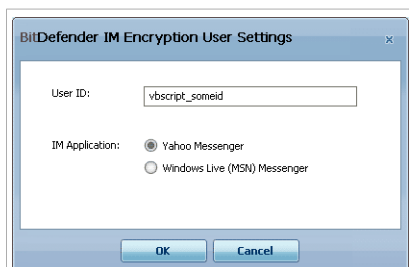 BitDefender IM Encryption User Settings x
User ID: vbscript_someid
IM Application: Yahoo Messenger
Windows Live (MSN) Messenger
OK Cancel